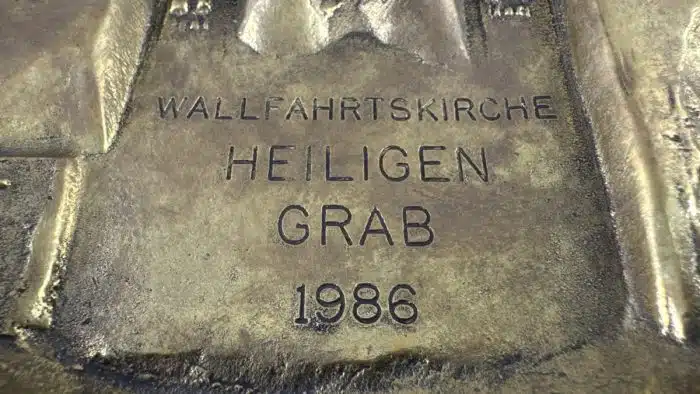 WALLFAHRTSKIRCHE
HEILIGEN
GRAB
1986